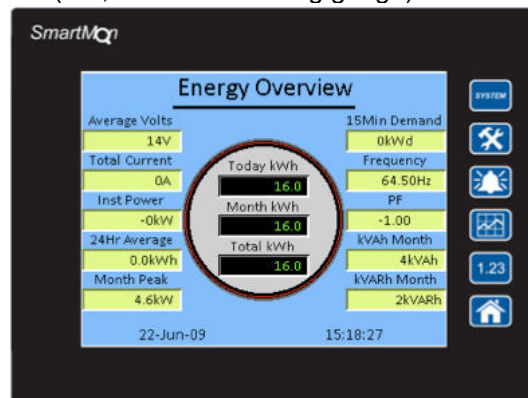 SmartMon
Energy Overview
Average Volts
14V
Total Current
0A
Inst Power
-0kW
24Hr Average
0.0kWh
Month Peak
4.6kW
Today kWh
16.0
Month kWh
16.0
Total kWh
16.0
15Min Demand
0kWd
Frequency
64.50Hz
PF
-1.00
kVAh Month
4kVAh
kVARh Month
2kVARh
22-Jun-09
15:18:27
SYSTEM
1.23